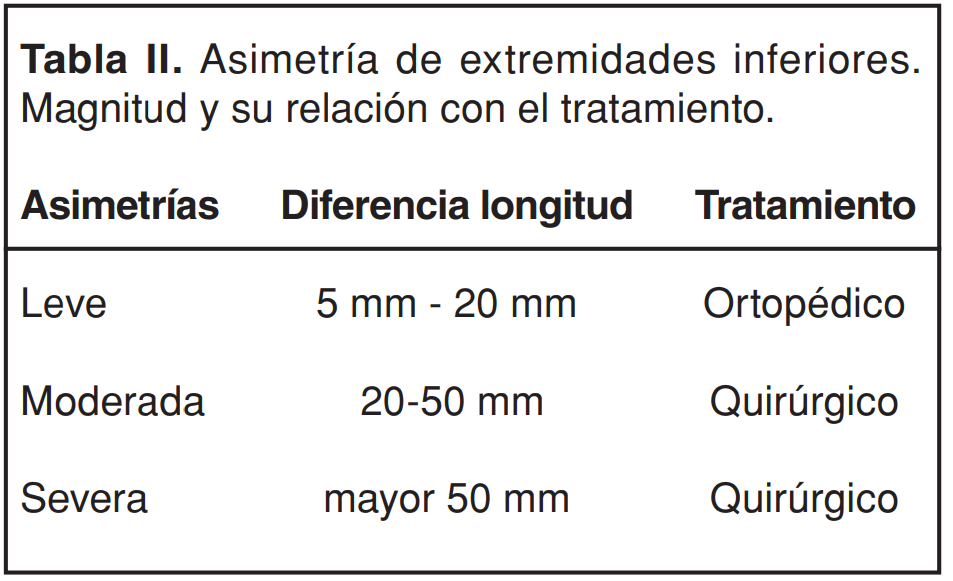 Tabla II. Asimetría de extremidades inferiores.
Magnitud y su relación con el tratamiento.
Asimetrías Diferencia longitud Tratamiento
Leve 5 mm - 20 mm Ortopédico
Moderada 20-50 mm Quirúrgico
Severa mayor 50 mm Quirúrgico